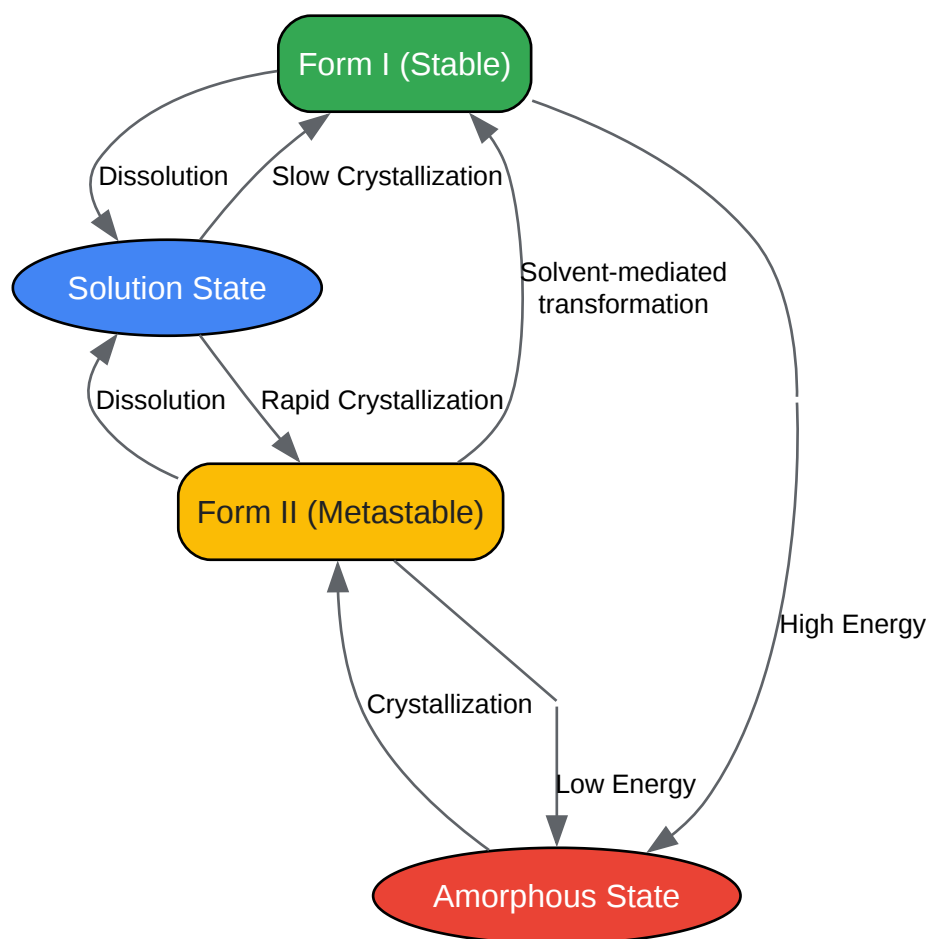 Form I (Stable)
Dissolution
Slow Crystallization
Solvent-mediated
transformation
Solution State
Dissolution
Rapid Crystallization
Form II (Metastable)
High Energy
Crystallization
Low Energy
Amorphous State